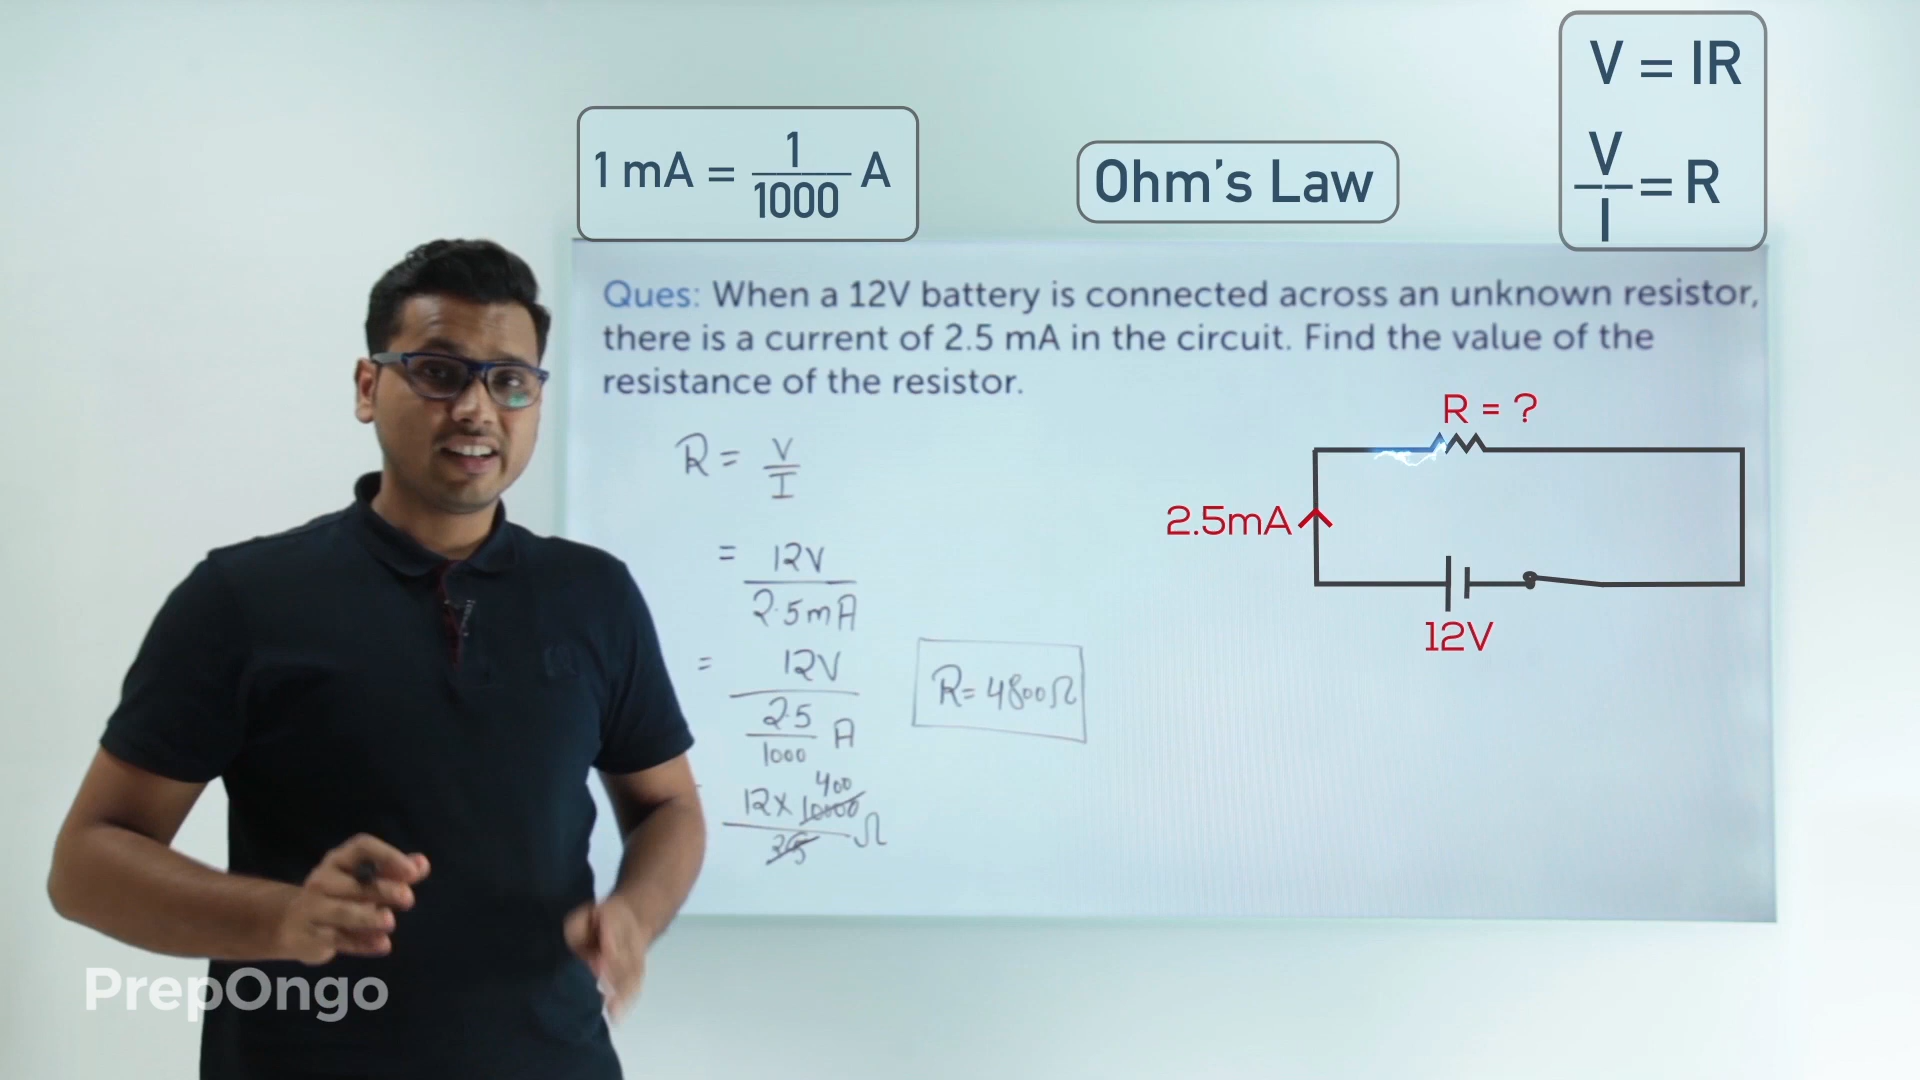 V = IR
V
— = R
I
1 mA = 1/1000 A
Ohm's Law
Ques: When a 12V battery is connected across an unknown resistor,
there is a current of 2.5 mA in the circuit. Find the value of the
resistance of the resistor.
R = ?
2.5mA
12V
R = V/I
= 12V
2.5mA
= 12V
2.5/1000 A
12 x 10000 400
25 Ω
R = 4800Ω
PrepOngo